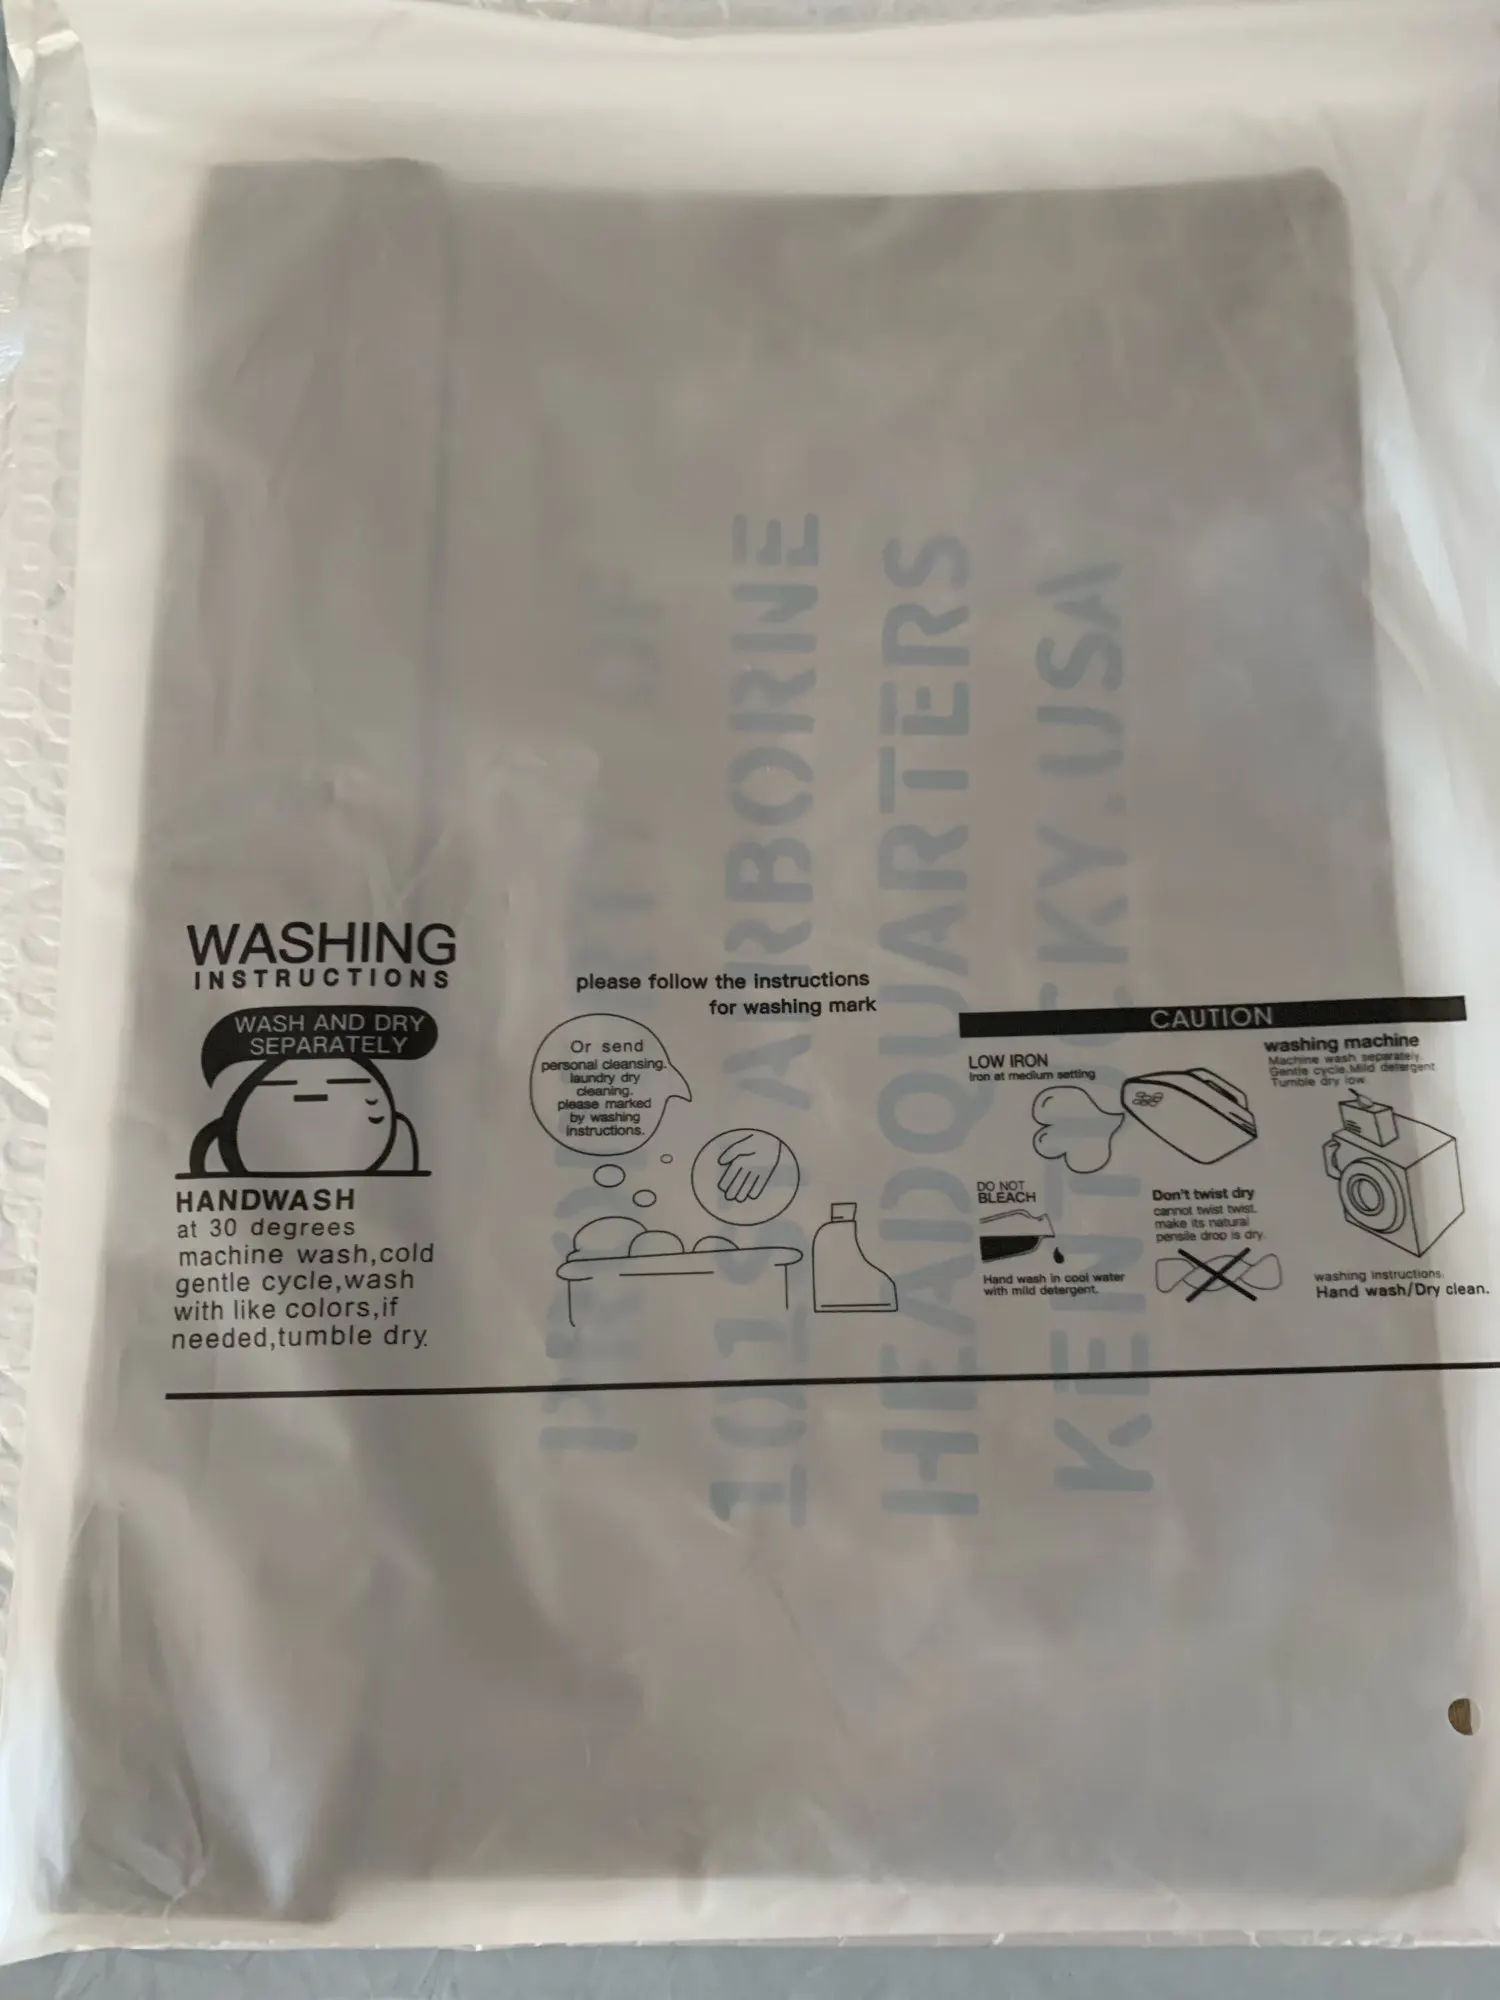 WASHING
INSTRUCTIONS
WASH AND DRY
SEPARATELY
HANDWASH
at 30 degrees
machine wash,cold
gentle cycle,wash
with like colors,if
needed,tumble dry.
please follow the instructions
for washing mark
Or send
personal cleansing.
laundry dry
cleaning.
please marked
by washing
instructions.
CAUTION
LOW IRON
Iron at medium setting
washing machine
Machine wash separately.
Gentle cycle.Mild detergent
Tumble dry low
DO NOT
BLEACH
Hand wash in cool water
with mild detergent.
Don't twist dry
cannot twist twist.
make its natural
pensile drop is dry.
washing instructions.
Hand wash/Dry clean.
101ST AIRBORNE
HEADQUARTERS
KENTUCKY.USA